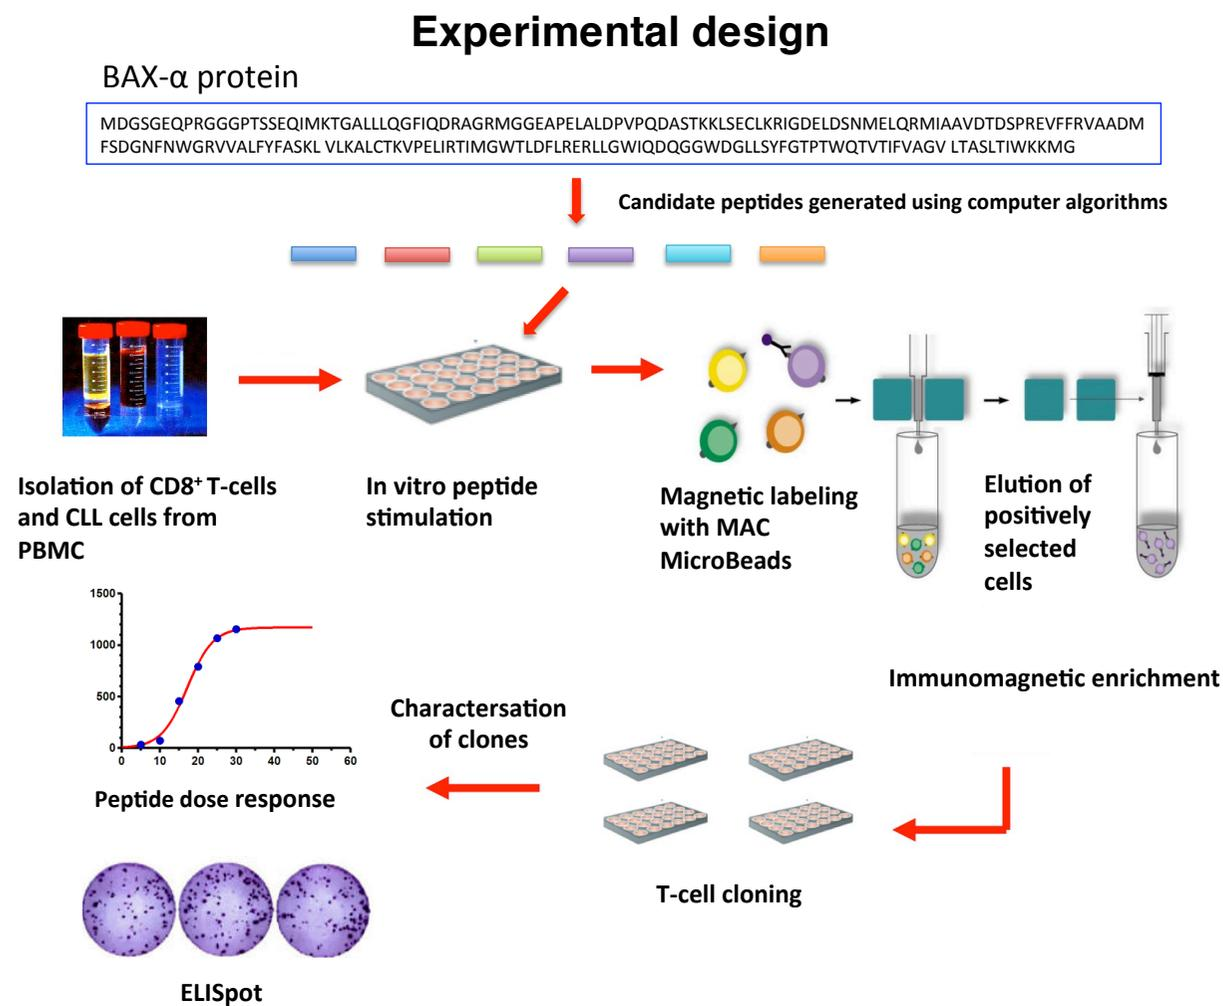 Experimental design
BAX-α protein
MDGSGEQPRGGGPTSSEQIMKTGALLLQGFIQDRAGRMGGEAPELALDPVPQDASTKKLSECLKRIGDELDSNMELQRMIAAVDTDSPREVFFRVAADM
FSDGNFNWGRVVALFYFASKL VLKALCTKVPELIRTIMGWTLDFLRERLLGWIQDQGGWDGLLSYFGTPTWQTVTIFVAGV LTASLTIWKKMG
Candidate peptides generated using computer algorithms
Isolation of CD8⁺ T-cells
and CLL cells from
PBMC
In vitro peptide
stimulation
Magnetic labeling
with MAC
MicroBeads
Elution of
positively
selected
cells
Immunomagnetic enrichment
T-cell cloning
Charactersation
of clones
1500
1000
500
0
0 10 20 30 40 50 60
Peptide dose response
ELISpot